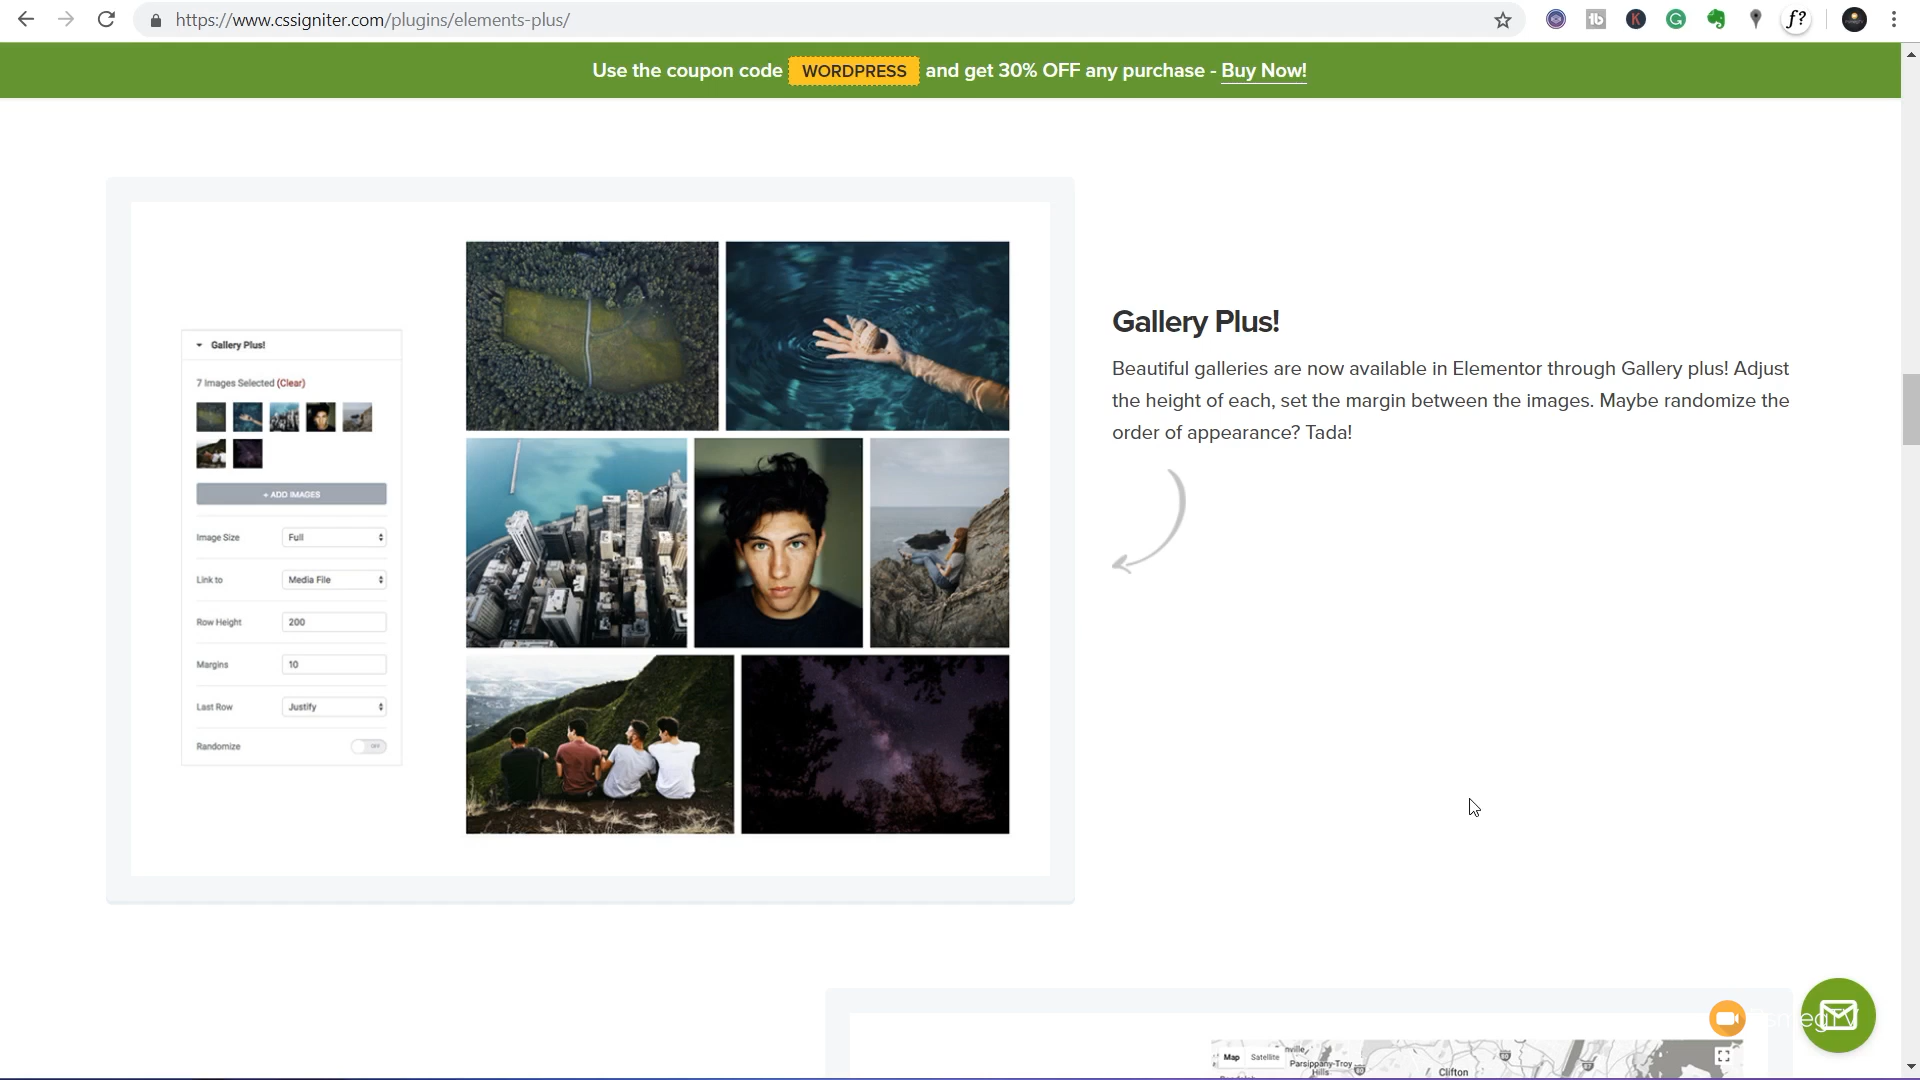 https://www.cssigniter.com/plugins/elements-plus/
f?
Use the coupon code WORDPRESS and get 30% OFF any purchase - Buy Now!
Gallery Plus!
7 Images Selected (Clear)
+ ADD IMAGES
Image Size Full
Link to Media File
Row Height 200
Margins 10
Last Row Justify
Randomize OFF
Gallery Plus!
Beautiful galleries are now available in Elementor through Gallery plus! Adjust
the height of each, set the margin between the images. Maybe randomize the
order of appearance? Tada!
Map Satellite
Parsippany-Troy
Hills
Clifton